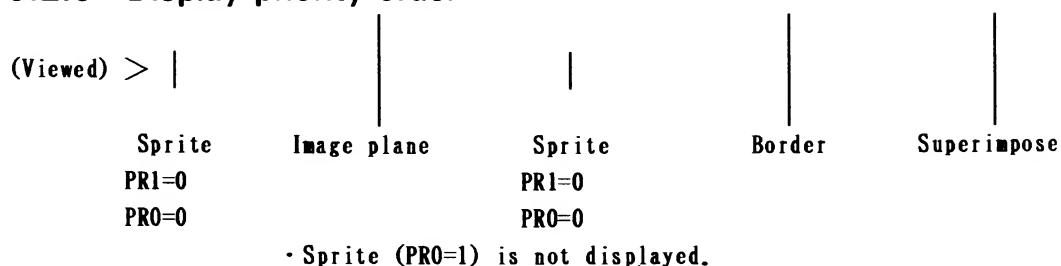 (Viewed) >
Sprite Image plane Sprite Border Superimpose
PR1=0 PR1=0
PR0=0 PR0=0
・Sprite (PR0=1) is not displayed.